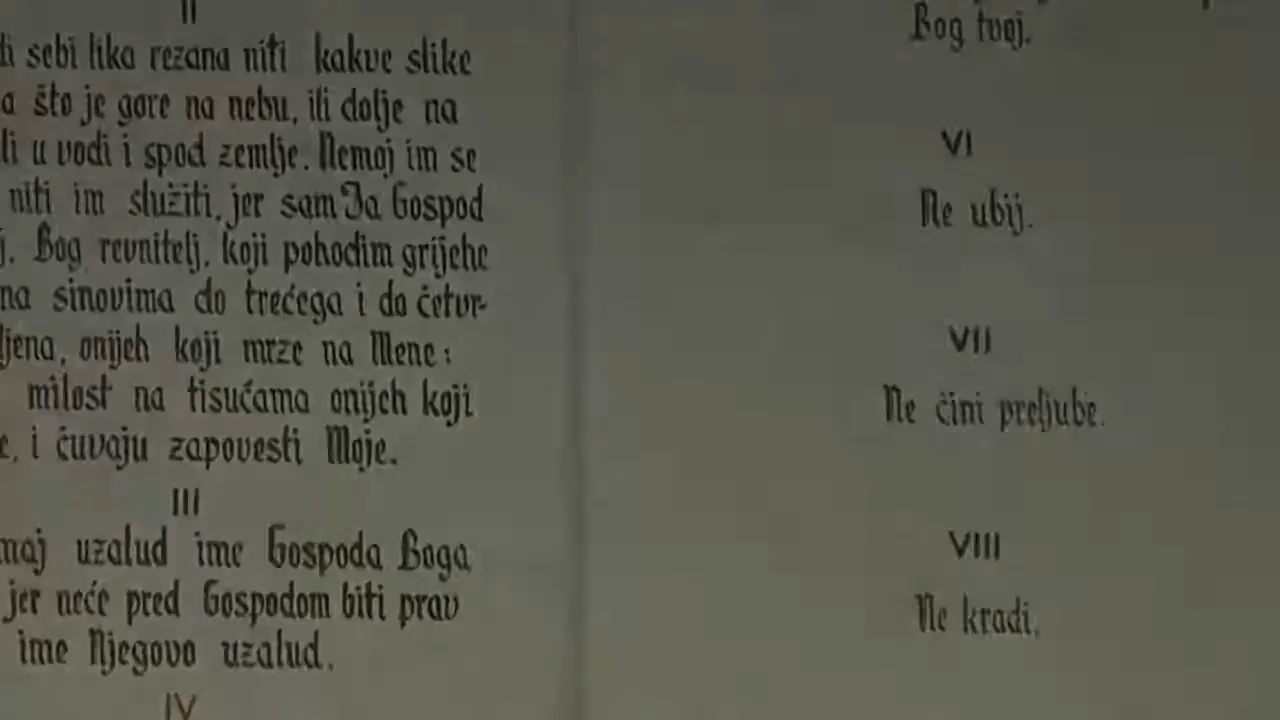 II
sebi lika rezana niti kakve slike
a što je gore na nebu, ili dolje na
li u vodi i spod zemlje. Nemoj im se
niti im služiti, jer sam Ja Gospod
j, Bog revnitelj, koji pohodim grijehe
na sinovima do trećega i do četvr-
ljena, onijeh koji mrze na Mene:
milost na tisućama onijeh koji
e, i čuvaju zapovesti Moje.
III
maj uzalud ime Gospoda Boga
jer neće pred Gospodom biti prav
ime Njegovo uzalud.
IV
Bog tvoj.
VI
Ne ubij.
VII
Ne čini preljube.
VIII
Ne kradi.